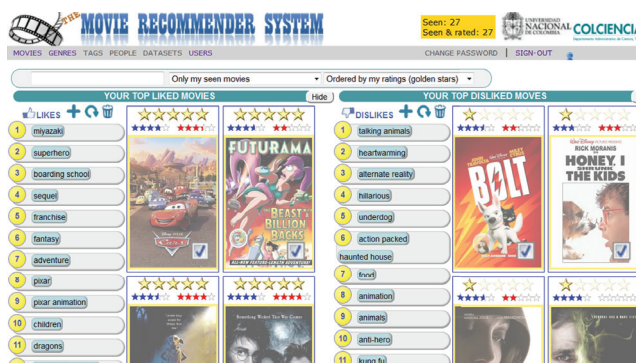 THE MOVIE RECOMMENDER SYSTEM
Seen: 27
Seen & rated: 27
UNIVERSIDAD
NACIONAL
DE COLOMBIA
COLCIENCIA
MOVIES GENRES TAGS PEOPLE DATASETS USERS
CHANGE PASSWORD | SIGN-OUT
Only my seen movies
Ordered by my ratings (golden stars)
YOUR TOP LIKED MOVIES
Hide
YOUR TOP DISLIKED MOVES
LIKES
1 miyazaki
2 superhero
3 boarding school
4 sequel
5 franchise
6 fantasy
7 adventure
8 pixar
9 pixar animation
10 children
11 dragons
CARS
FUTURAMA
THE BEAST WITH A
BILLION
BACKS
ALL-NEW FEATURE-LENGTH ADVENTURE!
Something Wicked This Way Comes
DISLIKES
1 talking animals
2 heartwarming
3 alternate reality
4 hillarious
5 underdog
6 action packed
haunted house
7 food
8 animation
9 animals
10 anti-hero
11 kung fu
BOLT
RICK MORANIS
HONEY, I
SHRUNK
THE KIDS